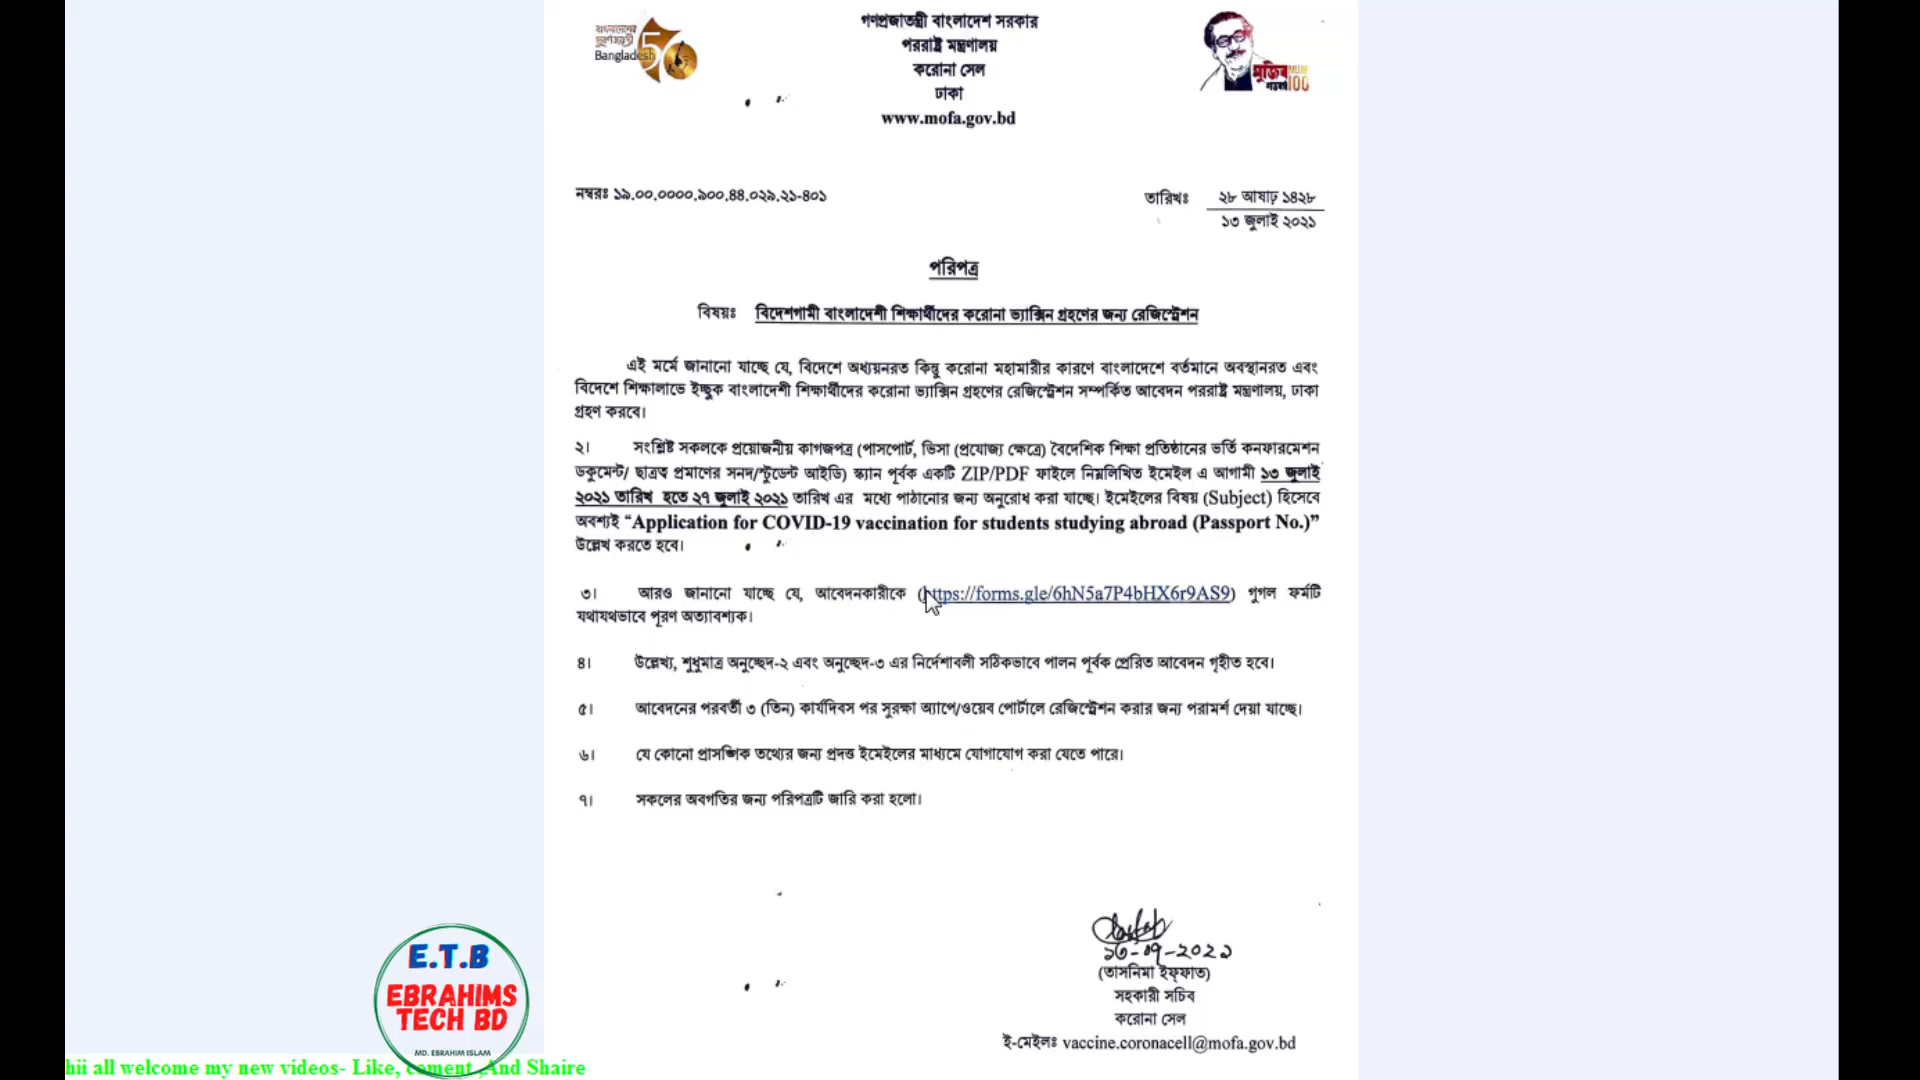 বাংলাদেশের
সুবর্ণজয়ন্তী
Bangladesh 50
গণপ্রজাতন্ত্রী বাংলাদেশ সরকার
পররাষ্ট্র মন্ত্রণালয়
করোনা সেল
ঢাকা
www.mofa.gov.bd
মুজিব
শতবর্ষ 100
নম্বরঃ ১৯.০০.০০০০.৯০০.৪৪.০২৯.২১-৪০১
তারিখঃ ২৮ আষাঢ় ১৪২৮
১৩ জুলাই ২০২১
পরিপত্র
বিষয়ঃ বিদেশগামী বাংলাদেশী শিক্ষার্থীদের করোনা ভ্যাক্সিন গ্রহণের জন্য রেজিস্ট্রেশন
এই মর্মে জানানো যাচ্ছে যে, বিদেশে অধ্যয়নরত কিন্তু করোনা মহামারীর কারণে বাংলাদেশে বর্তমানে অবস্থানরত এবং
বিদেশে শিক্ষালাভে ইচ্ছুক বাংলাদেশী শিক্ষার্থীদের করোনা ভ্যাক্সিন গ্রহণের রেজিস্ট্রেশন সম্পর্কিত আবেদন পররাষ্ট্র মন্ত্রণালয়, ঢাকা
গ্রহণ করবে।
২। সংশ্লিষ্ট সকলকে প্রয়োজনীয় কাগজপত্র (পাসপোর্ট, ভিসা (প্রযোজ্য ক্ষেত্রে) বৈদেশিক শিক্ষা প্রতিষ্ঠানের ভর্তি কনফারমেশন
ডকুমেন্ট/ ছাত্রত্ব প্রমাণের সনদ/স্টুডেন্ট আইডি) স্ক্যান পূর্বক একটি ZIP/PDF ফাইলে নিম্নলিখিত ইমেইল এ আগামী ১৩ জুলাই
২০২১ তারিখ হতে ২৭ জুলাই ২০২১ তারিখ এর মধ্যে পাঠানোর জন্য অনুরোধ করা যাচ্ছে। ইমেইলের বিষয় (Subject) হিসেবে
অবশ্যই “Application for COVID-19 vaccination for students studying abroad (Passport No.)”
উল্লেখ করতে হবে।
৩। আরও জানানো যাচ্ছে যে, আবেদনকারীকে (https://forms.gle/6hN5a7P4bHX6r9AS9) গুগল ফর্মটি
যথাযথভাবে পূরণ অত্যাবশ্যক।
৪। উল্লেখ্য, শুধুমাত্র অনুচ্ছেদ-২ এবং অনুচ্ছেদ-৩ এর নির্দেশাবলী সঠিকভাবে পালন পূর্বক প্রেরিত আবেদন গৃহীত হবে।
৫। আবেদনের পরবর্তী ৩ (তিন) কার্যদিবস পর সুরক্ষা অ্যাপে/ওয়েব পোর্টালে রেজিস্ট্রেশন করার জন্য পরামর্শ দেয়া যাচ্ছে।
৬। যে কোনো প্রাসঙ্গিক তথ্যের জন্য প্রদত্ত ইমেইলের মাধ্যমে যোগাযোগ করা যেতে পারে।
৭। সকলের অবগতির জন্য পরিপত্রটি জারি করা হলো।
১৩-০৭-২০২১
(তাসনিমা ইফ্ফাত)
সহকারী সচিব
করোনা সেল
ই-মেইলঃ vaccine.coronacell@mofa.gov.bd
E.T.B
EBRAHIMS
TECH BD
MD. EBRAHIM ISLAM
hii all welcome my new videos- Like, coment ,And Shaire